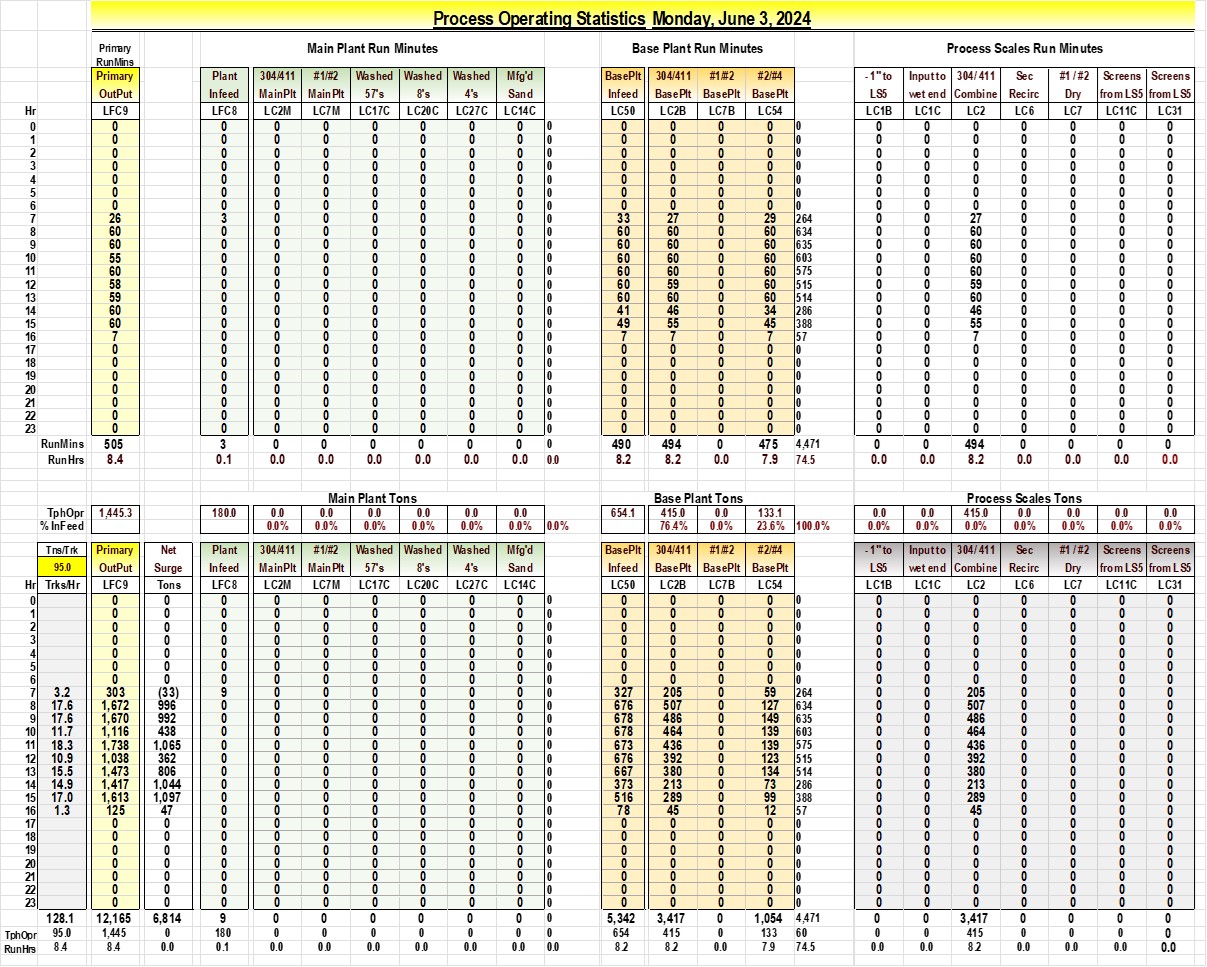 Process Operating Statistics Monday, June 3, 2024
Primary Main Plant Run Minutes Base Plant Run Minutes Process Scales Run Minutes
RunMins
Primary Plant 304/411 #1/#2 Washed Washed Washed Mfg'd BasePlt 304/411 #1/#2 #2/#4 -1" to Input to 304/411 Sec #1/#2 Screens Screens
OutPut Infeed MainPlt MainPlt 57's 8's 4's Sand Infeed BasePlt BasePlt BasePlt LS5 wet end Combine Recirc Dry from LS5 from LS5
Hr LFC9 LFC8 LC2M LC7M LC17C LC20C LC27C LC14C LC50 LC2B LC7B LC54 LC1B LC1C LC2 LC6 LC7 LC11C LC31
0 0 0 0 0 0 0 0 0 0 0 0 0 0 0 0 0 0 0 0 0 0
1 0 0 0 0 0 0 0 0 0 0 0 0 0 0 0 0 0 0 0 0 0
2 0 0 0 0 0 0 0 0 0 0 0 0 0 0 0 0 0 0 0 0 0
3 0 0 0 0 0 0 0 0 0 0 0 0 0 0 0 0 0 0 0 0 0
4 0 0 0 0 0 0 0 0 0 0 0 0 0 0 0 0 0 0 0 0 0
5 0 0 0 0 0 0 0 0 0 0 0 0 0 0 0 0 0 0 0 0 0
6 0 0 0 0 0 0 0 0 0 0 0 0 0 0 0 0 0 0 0 0 0
7 26 3 0 0 0 0 0 0 0 33 27 0 29 264 0 0 27 0 0 0 0
8 60 0 0 0 0 0 0 0 0 60 60 0 60 634 0 0 60 0 0 0 0
9 60 0 0 0 0 0 0 0 0 60 60 0 60 635 0 0 60 0 0 0 0
10 55 0 0 0 0 0 0 0 0 60 60 0 60 603 0 0 60 0 0 0 0
11 60 0 0 0 0 0 0 0 0 60 60 0 60 575 0 0 60 0 0 0 0
12 58 0 0 0 0 0 0 0 0 60 59 0 60 515 0 0 59 0 0 0 0
13 59 0 0 0 0 0 0 0 0 60 60 0 60 514 0 0 60 0 0 0 0
14 60 0 0 0 0 0 0 0 0 41 46 0 34 286 0 0 46 0 0 0 0
15 60 0 0 0 0 0 0 0 0 49 55 0 45 388 0 0 55 0 0 0 0
16 7 0 0 0 0 0 0 0 0 7 7 0 7 57 0 0 7 0 0 0 0
17 0 0 0 0 0 0 0 0 0 0 0 0 0 0 0 0 0 0 0 0 0
18 0 0 0 0 0 0 0 0 0 0 0 0 0 0 0 0 0 0 0 0 0
19 0 0 0 0 0 0 0 0 0 0 0 0 0 0 0 0 0 0 0 0 0
20 0 0 0 0 0 0 0 0 0 0 0 0 0 0 0 0 0 0 0 0 0
21 0 0 0 0 0 0 0 0 0 0 0 0 0 0 0 0 0 0 0 0 0
22 0 0 0 0 0 0 0 0 0 0 0 0 0 0 0 0 0 0 0 0 0
23 0 0 0 0 0 0 0 0 0 0 0 0 0 0 0 0 0 0 0 0 0
RunMins 505 3 0 0 0 0 0 0 0 490 494 0 475 4,471 0 0 494 0 0 0 0
RunHrs 8.4 0.1 0.0 0.0 0.0 0.0 0.0 0.0 0.0 8.2 8.2 0.0 7.9 74.5 0.0 0.0 8.2 0.0 0.0 0.0 0.0
Main Plant Tons Base Plant Tons Process Scales Tons
TphOpr 1,445.3 180.0 0.0 0.0 0.0 0.0 0.0 0.0 654.1 415.0 0.0 133.1 0.0 0.0 415.0 0.0 0.0 0.0 0.0
% InFeed 0.0% 0.0% 0.0% 0.0% 0.0% 0.0% 0.0% 76.4% 0.0% 23.6% 100.0% 0.0% 0.0% 0.0% 0.0% 0.0% 0.0% 0.0%
Tns/Trk Primary Net Plant 304/411 #1/#2 Washed Washed Washed Mfg'd BasePlt 304/411 #1/#2 #2/#4 -1" to Input to 304/411 Sec #1/#2 Screens Screens
95.0 OutPut Surge Infeed MainPlt MainPlt 57's 8's 4's Sand Infeed BasePlt BasePlt BasePlt LS5 wet end Combine Recirc Dry from LS5 from LS5
Hr Trks/Hr LFC9 Tons LFC8 LC2M LC7M LC17C LC20C LC27C LC14C LC50 LC2B LC7B LC54 LC1B LC1C LC2 LC6 LC7 LC11C LC31
0 0 0 0 0 0 0 0 0 0 0 0 0 0 0 0 0 0 0 0 0 0 0
1 0 0 0 0 0 0 0 0 0 0 0 0 0 0 0 0 0 0 0 0 0 0
2 0 0 0 0 0 0 0 0 0 0 0 0 0 0 0 0 0 0 0 0 0 0
3 0 0 0 0 0 0 0 0 0 0 0 0 0 0 0 0 0 0 0 0 0 0
4 0 0 0 0 0 0 0 0 0 0 0 0 0 0 0 0 0 0 0 0 0 0
5 0 0 0 0 0 0 0 0 0 0 0 0 0 0 0 0 0 0 0 0 0 0
6 0 0 0 0 0 0 0 0 0 0 0 0 0 0 0 0 0 0 0 0 0 0
7 3.2 303 (33) 9 0 0 0 0 0 0 0 327 205 0 59 264 0 0 205 0 0 0 0
8 17.6 1,672 996 0 0 0 0 0 0 0 0 676 507 0 127 634 0 0 507 0 0 0 0
9 17.6 1,670 992 0 0 0 0 0 0 0 0 678 486 0 149 635 0 0 486 0 0 0 0
10 11.7 1,116 438 0 0 0 0 0 0 0 0 678 464 0 139 603 0 0 464 0 0 0 0
11 18.3 1,738 1,065 0 0 0 0 0 0 0 0 673 436 0 139 575 0 0 436 0 0 0 0
12 10.9 1,038 362 0 0 0 0 0 0 0 0 676 392 0 123 515 0 0 392 0 0 0 0
13 15.5 1,473 806 0 0 0 0 0 0 0 0 667 380 0 134 514 0 0 380 0 0 0 0
14 14.9 1,417 1,044 0 0 0 0 0 0 0 0 373 213 0 73 286 0 0 213 0 0 0 0
15 17.0 1,613 1,097 0 0 0 0 0 0 0 0 516 289 0 99 388 0 0 289 0 0 0 0
16 1.3 125 47 0 0 0 0 0 0 0 0 78 45 0 12 57 0 0 45 0 0 0 0
17 0 0 0 0 0 0 0 0 0 0 0 0 0 0 0 0 0 0 0 0 0 0
18 0 0 0 0 0 0 0 0 0 0 0 0 0 0 0 0 0 0 0 0 0 0
19 0 0 0 0 0 0 0 0 0 0 0 0 0 0 0 0 0 0 0 0 0 0
20 0 0 0 0 0 0 0 0 0 0 0 0 0 0 0 0 0 0 0 0 0 0
21 0 0 0 0 0 0 0 0 0 0 0 0 0 0 0 0 0 0 0 0 0 0
22 0 0 0 0 0 0 0 0 0 0 0 0 0 0 0 0 0 0 0 0 0 0
23 0 0 0 0 0 0 0 0 0 0 0 0 0 0 0 0 0 0 0 0 0 0
128.1 12,165 6,814 9 0 0 0 0 0 0 0 5,342 3,417 0 1,054 4,471 0 0 3,417 0 0 0 0
TphOpr 95.0 1,445 0 180 0 0 0 0 0 0 0 654 415 0 133 60 0 0 415 0 0 0 0
RunHrs 8.4 8.4 0.0 0.1 0.0 0.0 0.0 0.0 0.0 0.0 0.0 8.2 8.2 0.0 7.9 74.5 0.0 0.0 8.2 0.0 0.0 0.0 0.0